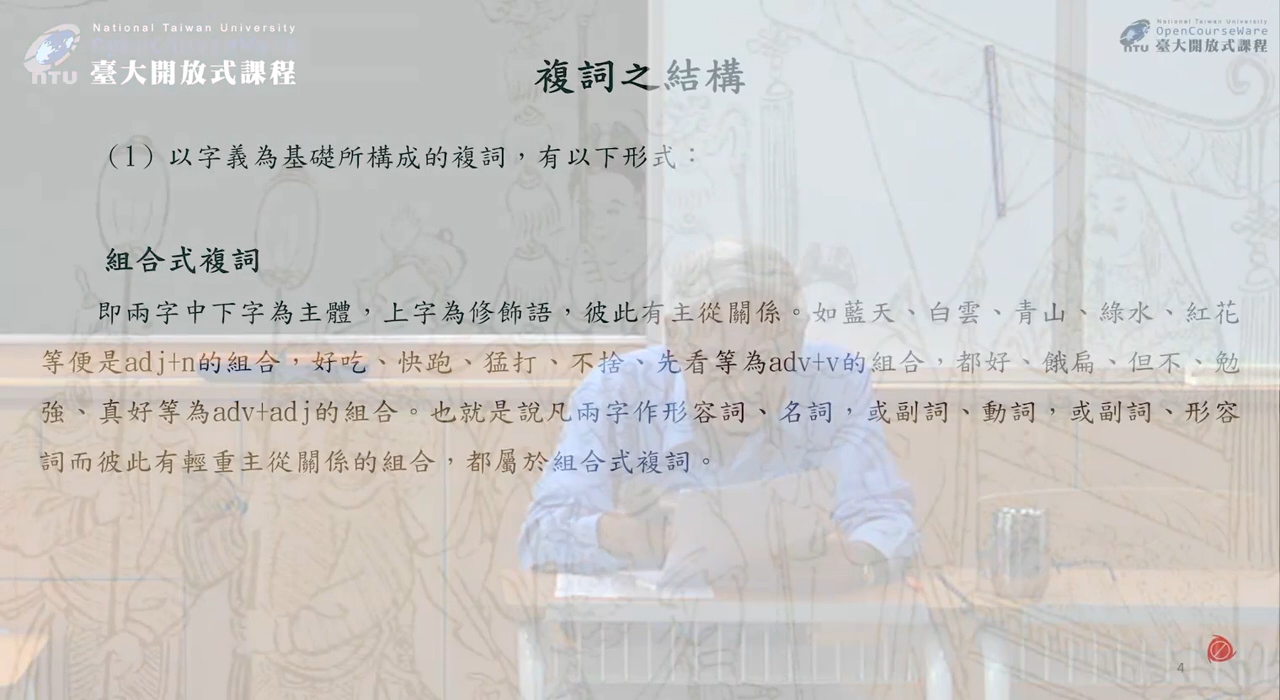 National Taiwan University
OpenCourseWare
NTU 臺大開放式課程
National Taiwan University
OpenCourseWare
NTU 臺大開放式課程
複詞之結構
（1）以字義為基礎所構成的複詞，有以下形式：
組合式複詞
即兩字中下字為主體，上字為修飾語，彼此有主從關係。如藍天、白雲、青山、綠水、紅花
等便是adj+n的組合，好吃、快跑、猛打、不捨、先看等為adv+v的組合，都好、餓扁、但不、勉
強、真好等為adv+adj的組合。也就是說凡兩字作形容詞、名詞，或副詞、動詞，或副詞、形容
詞而彼此有輕重主從關係的組合，都屬於組合式複詞。
4